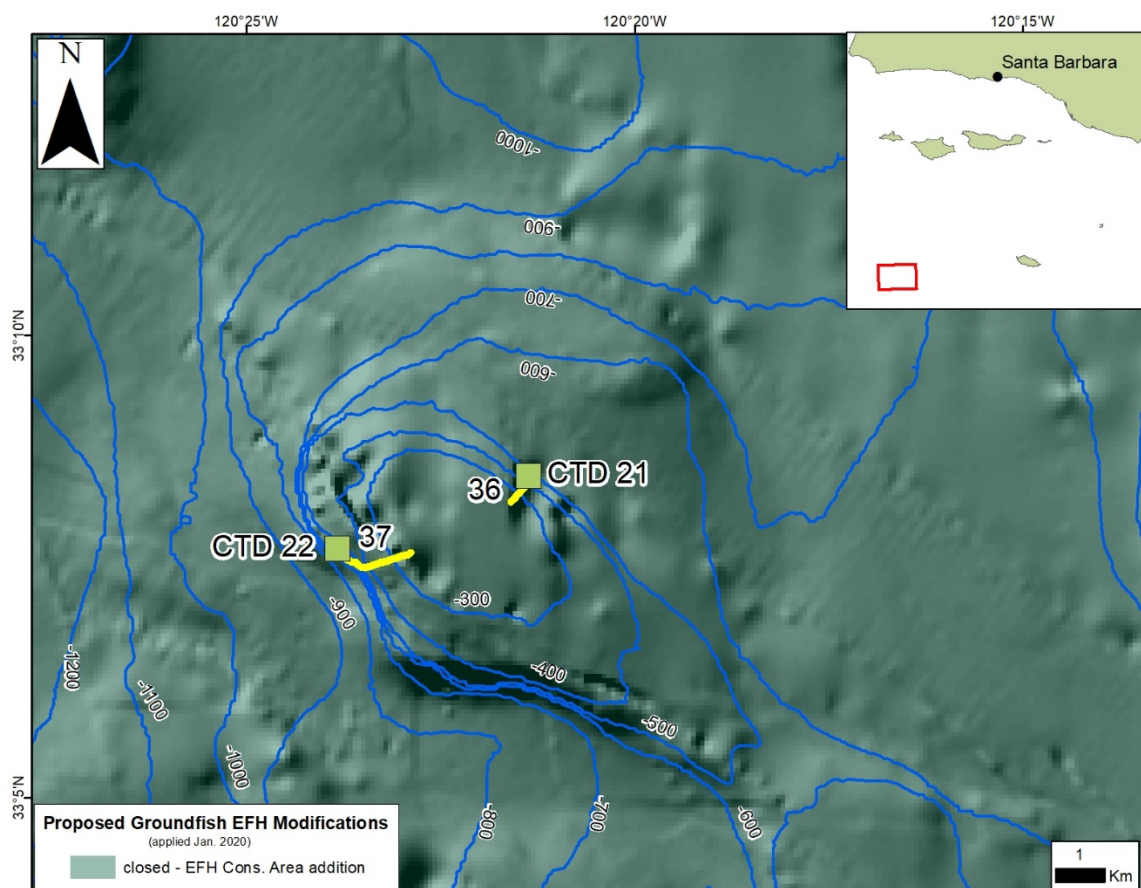 120°25'W
120°20'W
120°15'W
N
Santa Barbara
-1000
-900
-700
33°10'N
-600
CTD 21
36
37
CTD 22
-300
-900
-1200
-1100
-400
-500
-1000
33°5'N
-800
-700
-600
Proposed Groundfish EFH Modifications
(applied Jan. 2020)
closed - EFH Cons. Area addition
1
Km